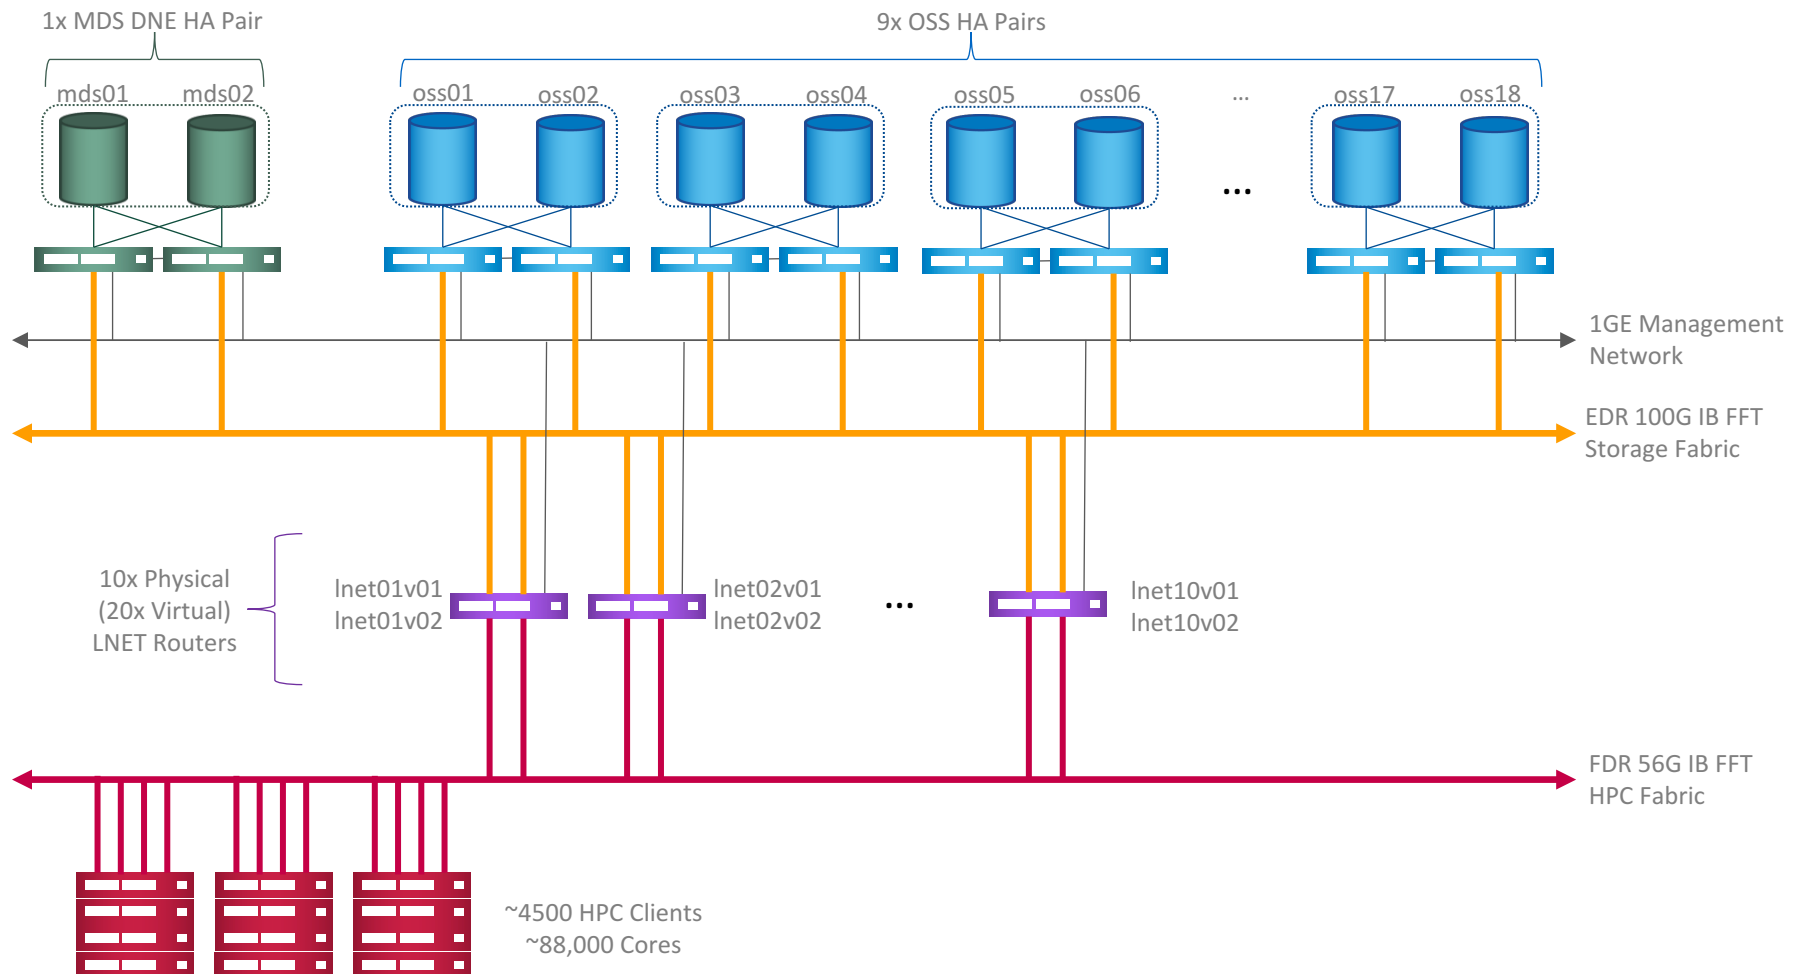 1x MDS DNE HA Pair
9x OSS HA Pairs
mds01
mds02
oss01
oss02
oss03
oss04
oss05
oss06
...
oss17
oss18
...
1GE Management
Network
EDR 100G IB FFT
Storage Fabric
10x Physical
(20x Virtual)
LNET Routers
lnet01v01
lnet01v02
lnet02v01
lnet02v02
...
lnet10v01
lnet10v02
FDR 56G IB FFT
HPC Fabric
~4500 HPC Clients
~88,000 Cores